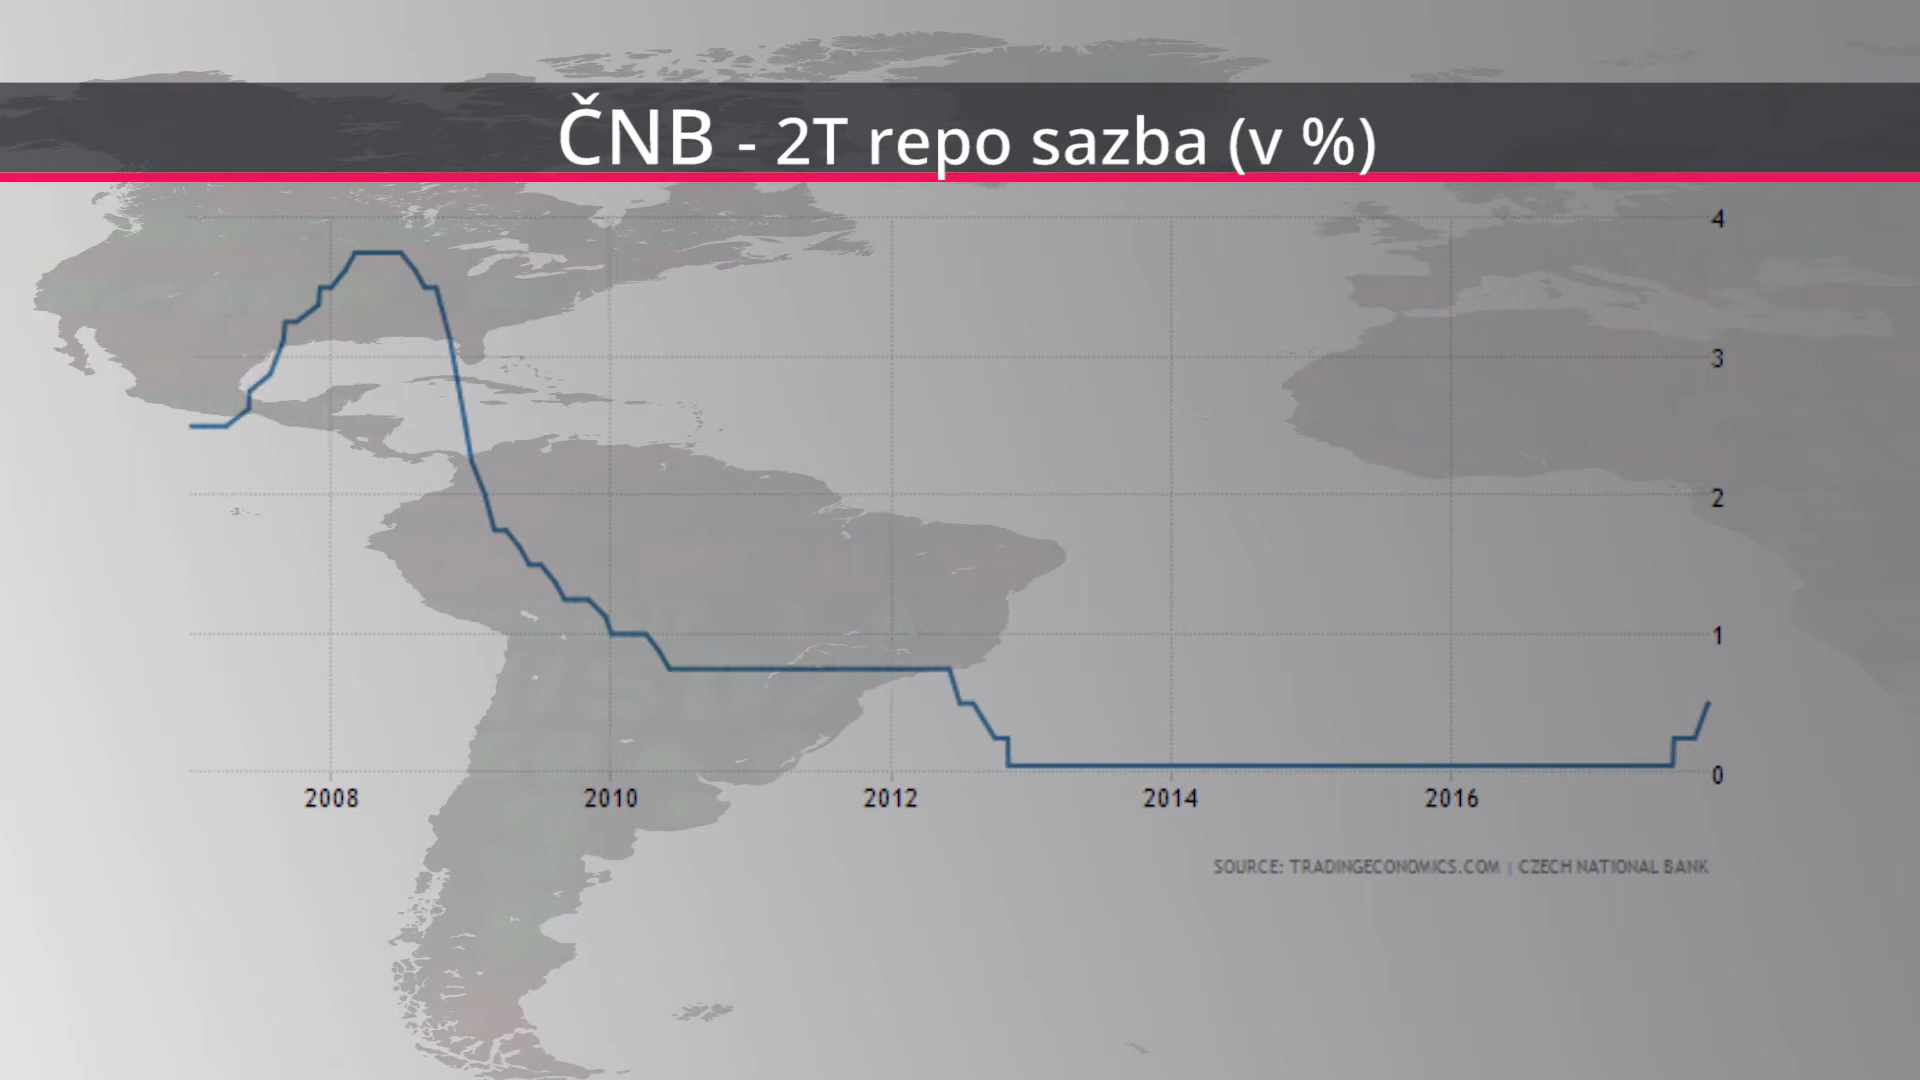 ČNB - 2T repo sazba (v %)
4
3
2
1
0
2008 2010 2012 2014 2016
SOURCE: TRADINGECONOMICS.COM | CZECH NATIONAL BANK